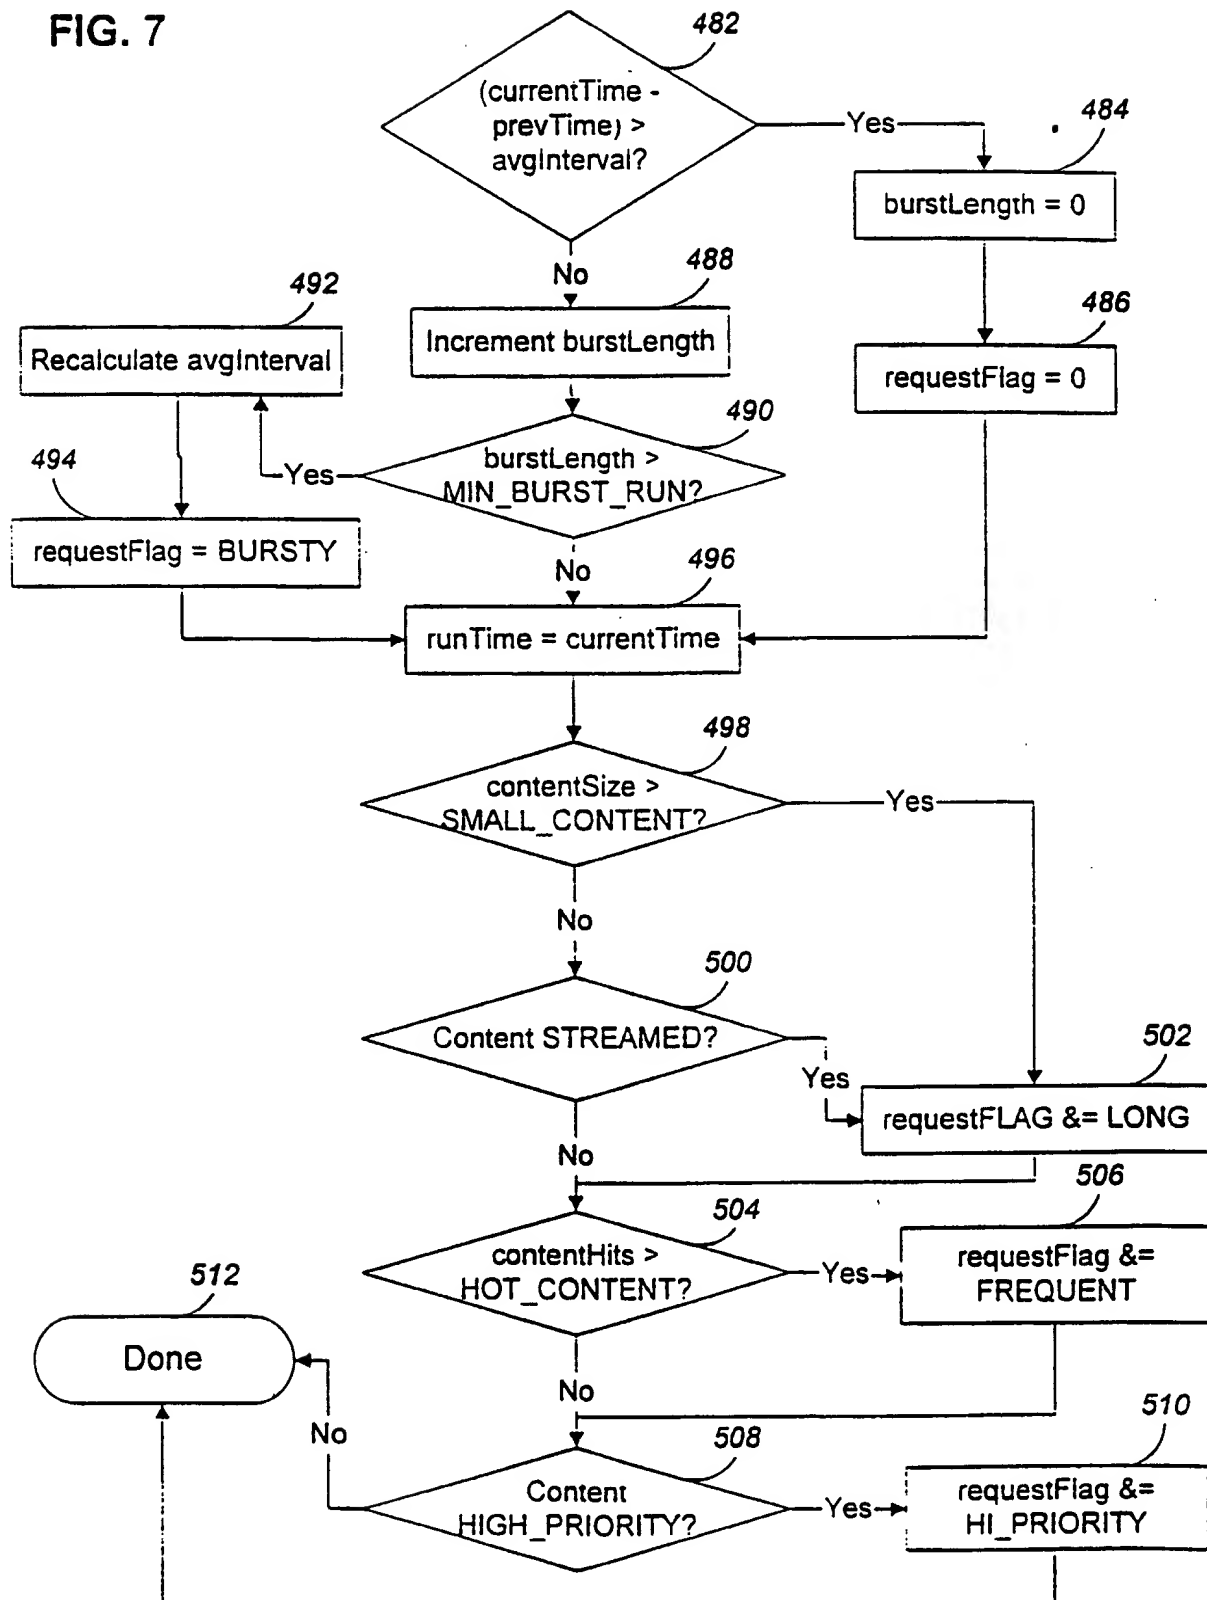 FIG. 7
482
(currentTime -
prevTime) >
avgInterval?
Yes
484
burstLength = 0
No
488
492
486
Recalculate avgInterval
Increment burstLength
requestFlag = 0
490
494
Yes
burstLength >
MIN_BURST_RUN?
requestFlag = BURSTY
No
496
runTime = currentTime
498
contentSize >
SMALL_CONTENT?
Yes
No
500
Content STREAMED?
Yes
502
requestFLAG &= LONG
No
506
504
contentHits >
HOT_CONTENT?
Yes
requestFlag &=
FREQUENT
512
Done
No
No
508
510
Content
HIGH_PRIORITY?
Yes
requestFlag &=
HI_PRIORITY